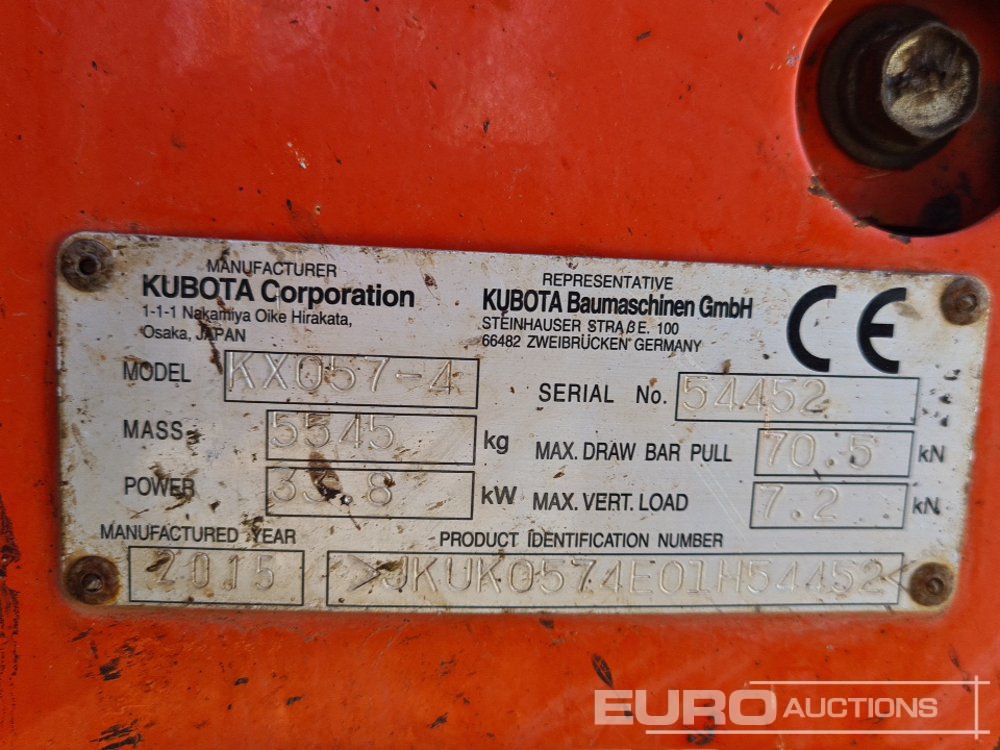 MANUFACTURER
KUBOTA Corporation
1-1-1 Nakamiya Oike Hirakata,
Osaka, JAPAN
REPRESENTATIVE
KUBOTA Baumaschinen GmbH
STEINHAUSER STRAßE. 100
66482 ZWEIBRÜCKEN GERMANY
CE
MODEL KX057-4
SERIAL No. 54452
MASS 5545 kg
MAX. DRAW BAR PULL 70.5 kN
POWER 33.8 kW
MAX. VERT. LOAD 7.2 kN
MANUFACTURED YEAR
2015
PRODUCT IDENTIFICATION NUMBER
>JKUK0574E01H54452<
EURO AUCTIONS